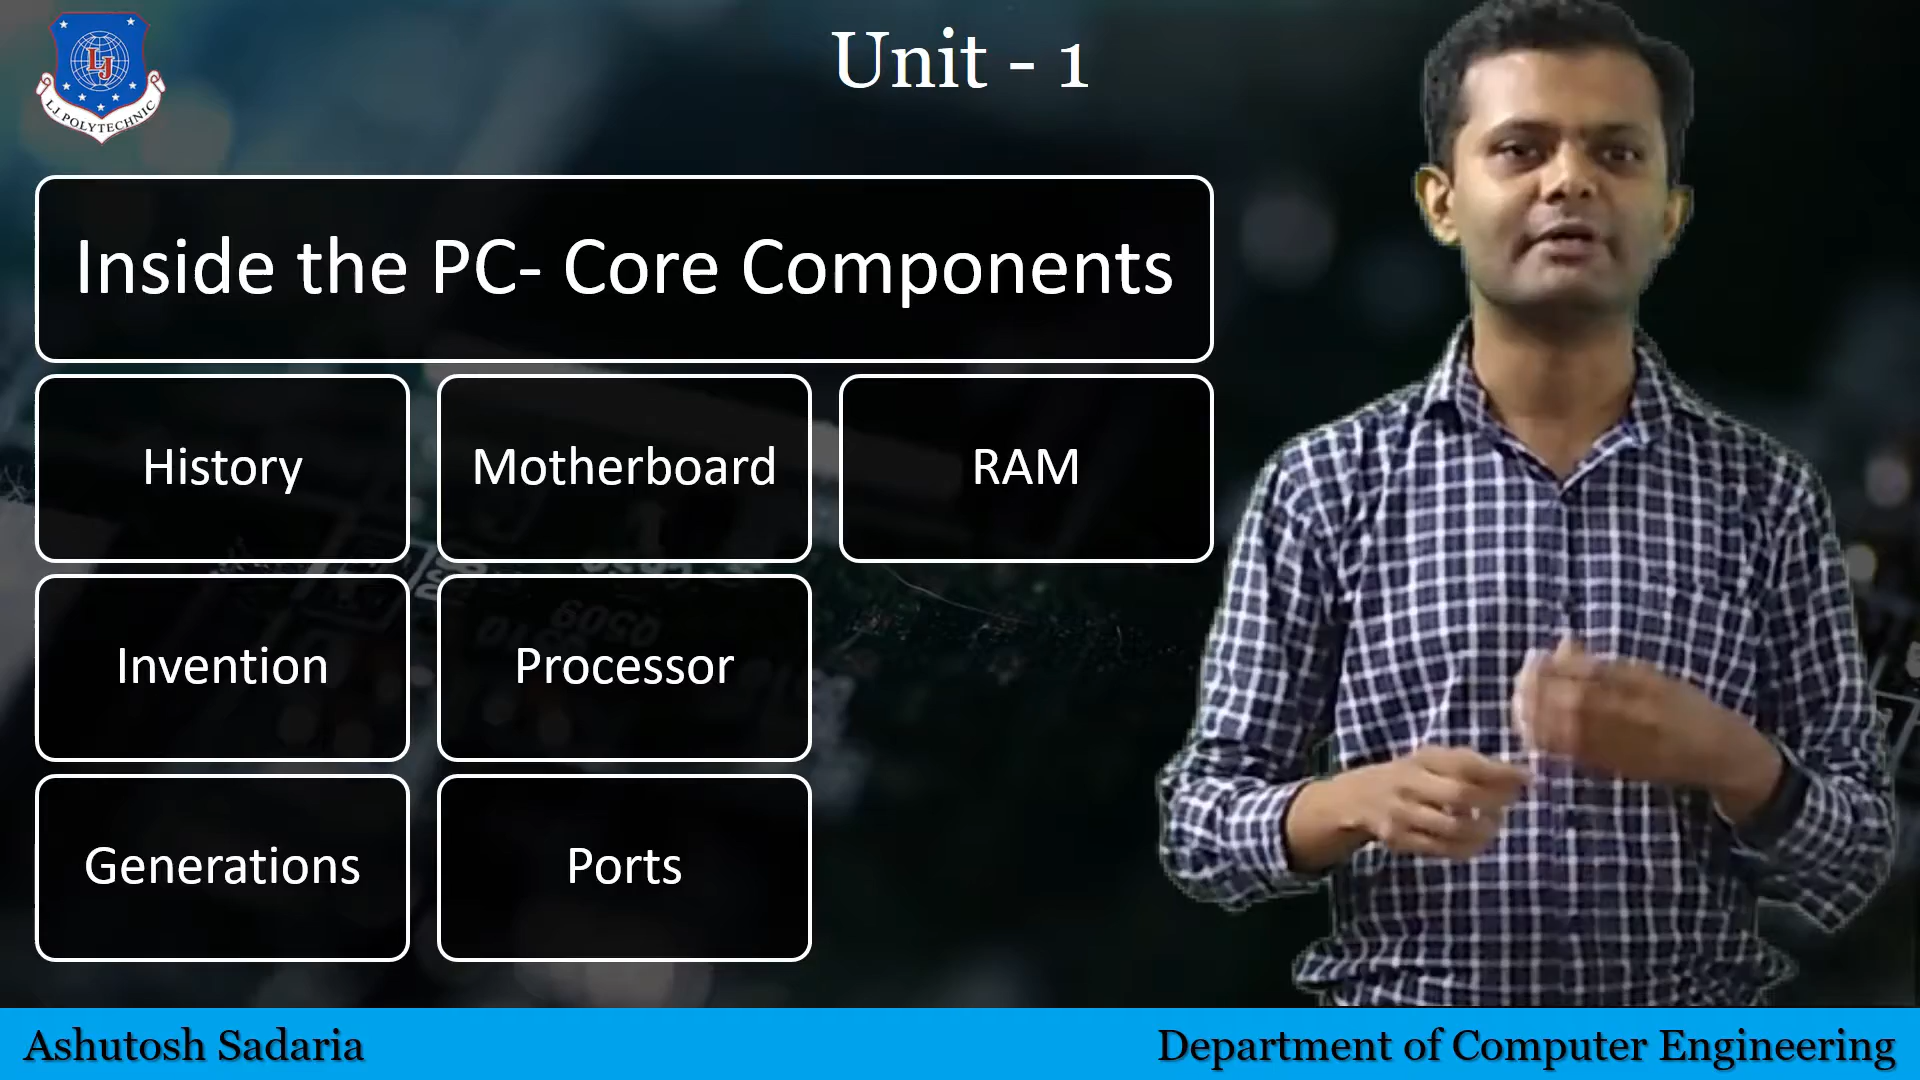 LJ
L.J. POLYTECHNIC
Unit - 1
Inside the PC- Core Components
History
Motherboard
RAM
Invention
Processor
Generations
Ports
0509
Ashutosh Sadaria
Department of Computer Engineering